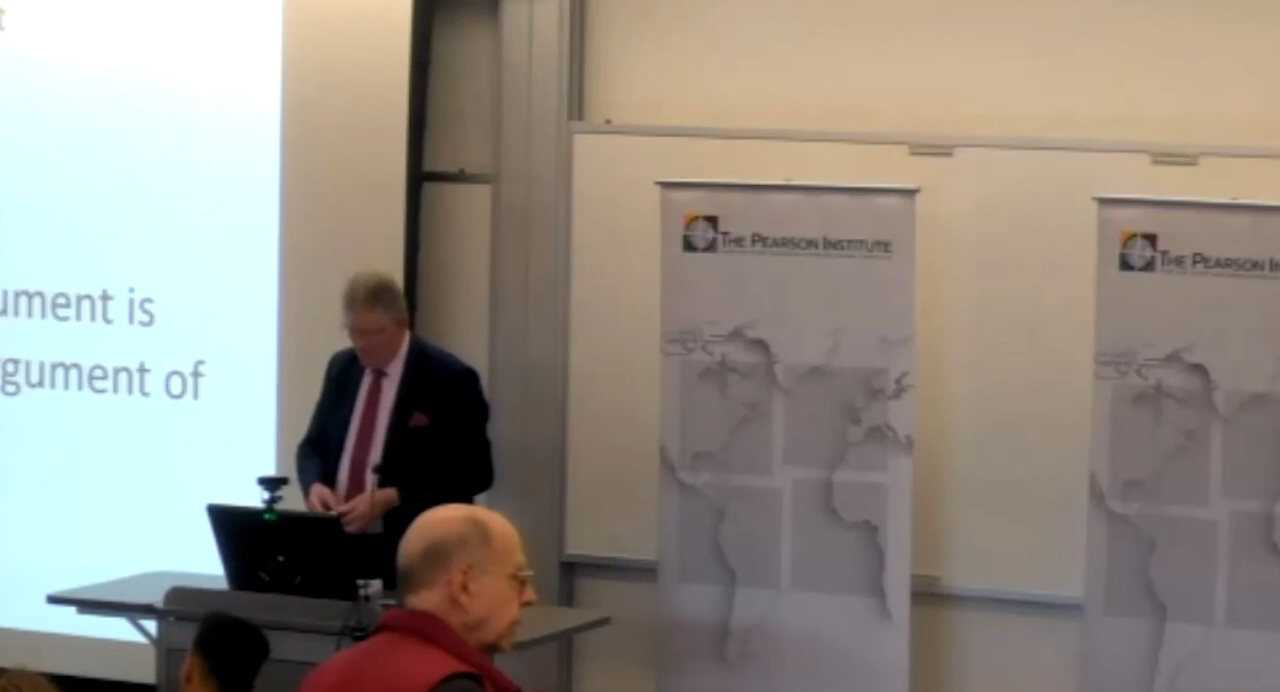 t
ument is
gument of
THE PEARSON INSTITUTE
THE PEARSON IN